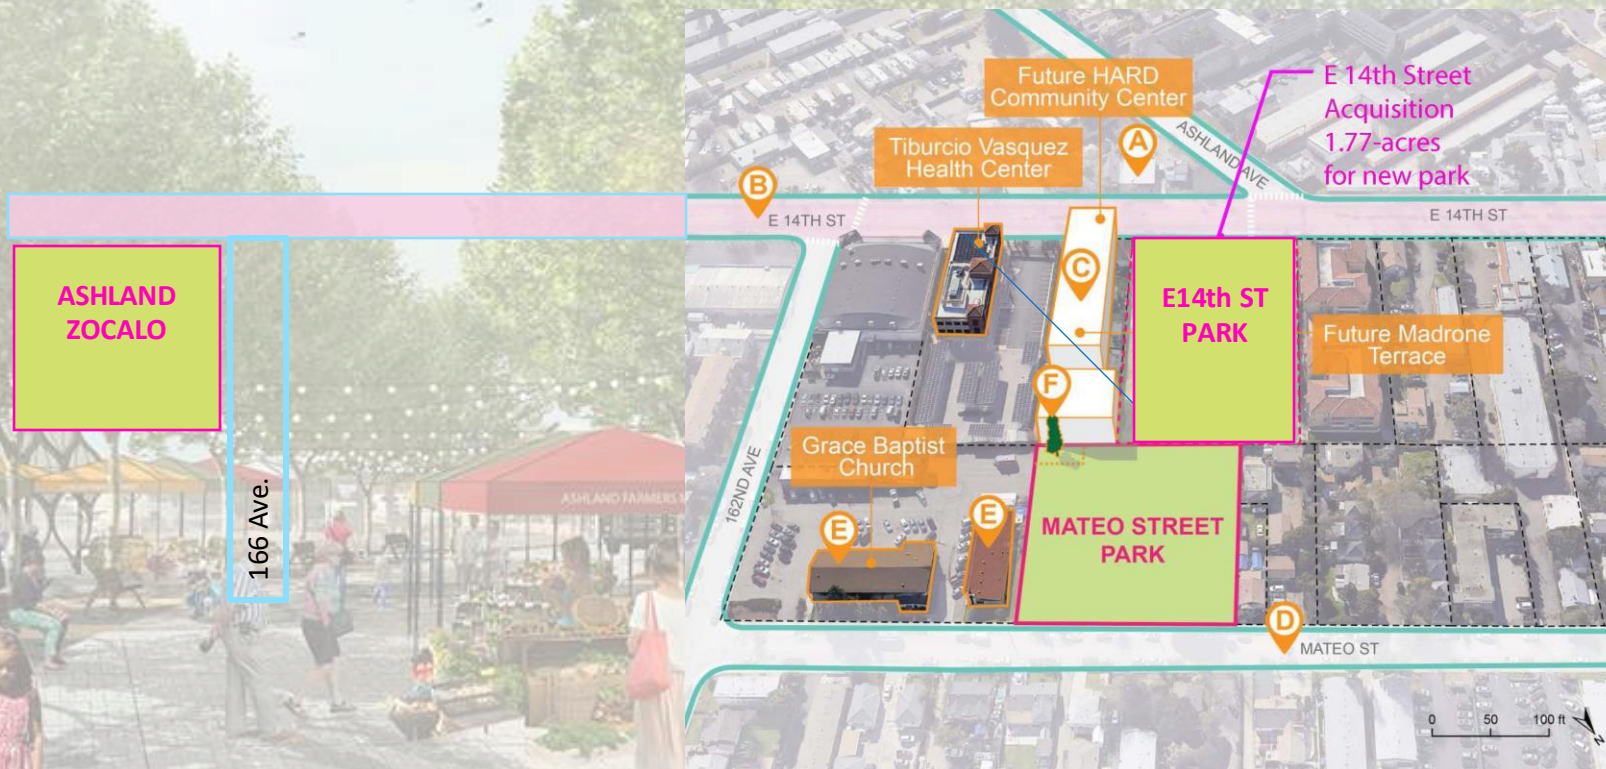 Future HARD
Community Center
E 14th Street
Acquisition
1.77-acres
for new park
Tiburcio Vasquez
Health Center
A
ASHLAND AVE
B
E 14TH ST
E 14TH ST
C
ASHLAND
ZOCALO
E14th ST
PARK
Future Madrone
Terrace
F
Grace Baptist
Church
162ND AVE
166 Ave.
ASHLAND FARMERS
E
E
MATEO STREET
PARK
D
MATEO ST
0 50 100 ft
N